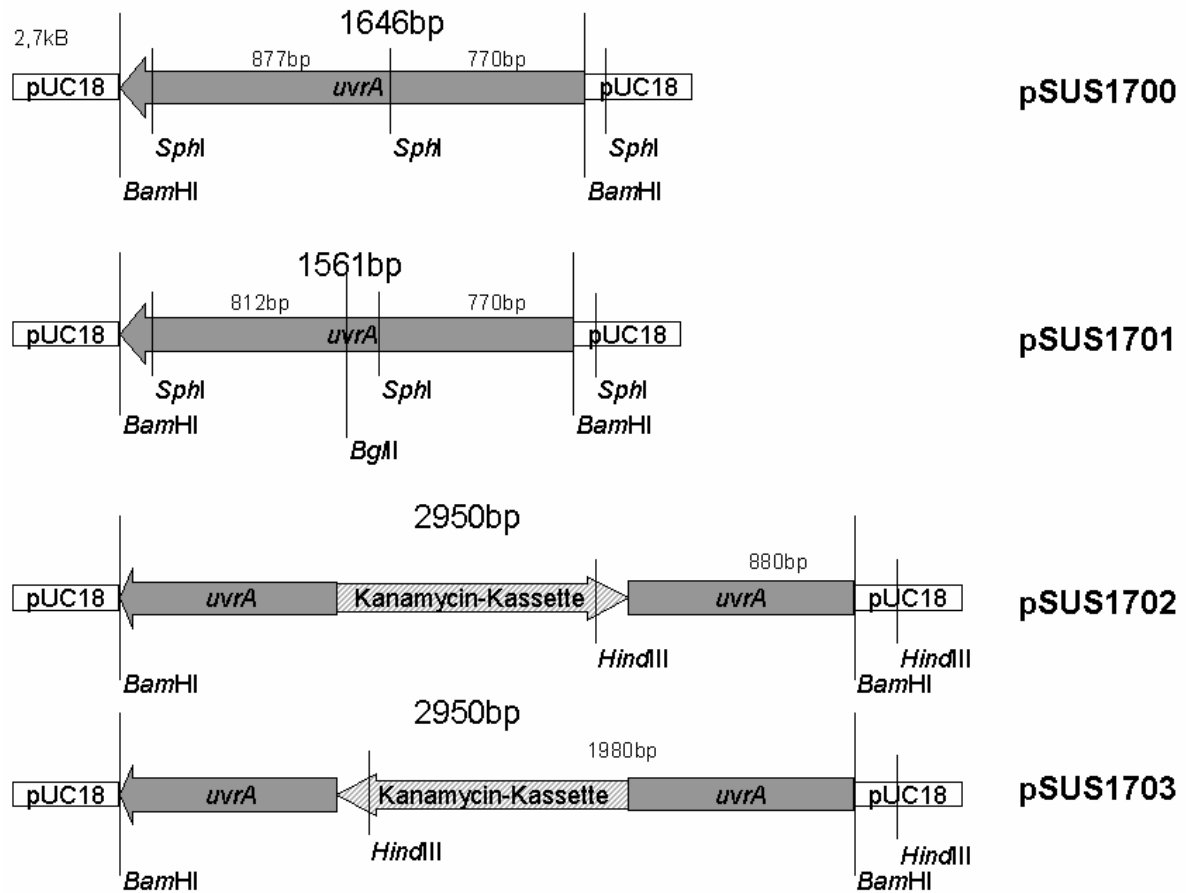 1646bp
2,7kB
877bp 770bp
pUC18 uvrA pUC18 pSUS1700
SphI SphI SphI
BamHI BamHI
1561bp
812bp 770bp
pUC18 uvrA pUC18 pSUS1701
SphI SphI SphI
BamHI BamHI
BglII
2950bp
880bp
pUC18 uvrA Kanamycin-Kassette uvrA pUC18 pSUS1702
HindIII HindIII
BamHI BamHI
2950bp
1980bp
pUC18 uvrA Kanamycin-Kassette uvrA pUC18 pSUS1703
HindIII HindIII
BamHI BamHI